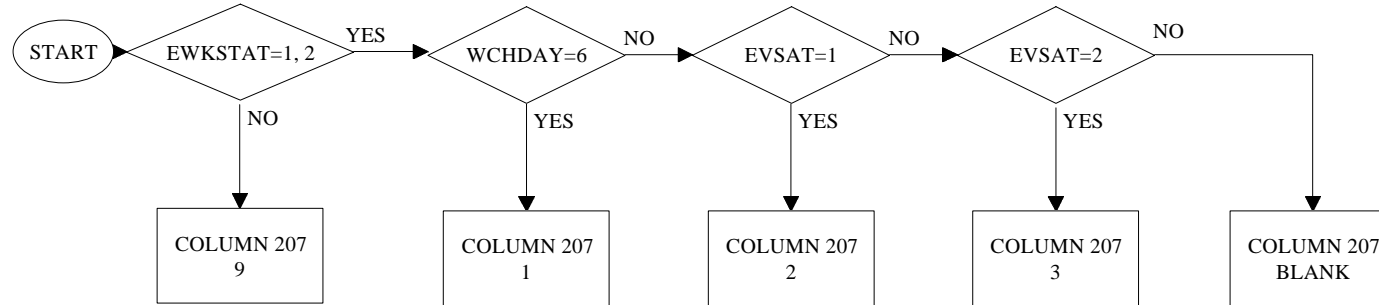 START
EWKSTAT=1, 2
YES
WCHDAY=6
NO
EVSAT=1
NO
EVSAT=2
NO
NO
YES
YES
YES
COLUMN 207
9
COLUMN 207
1
COLUMN 207
2
COLUMN 207
3
COLUMN 207
BLANK